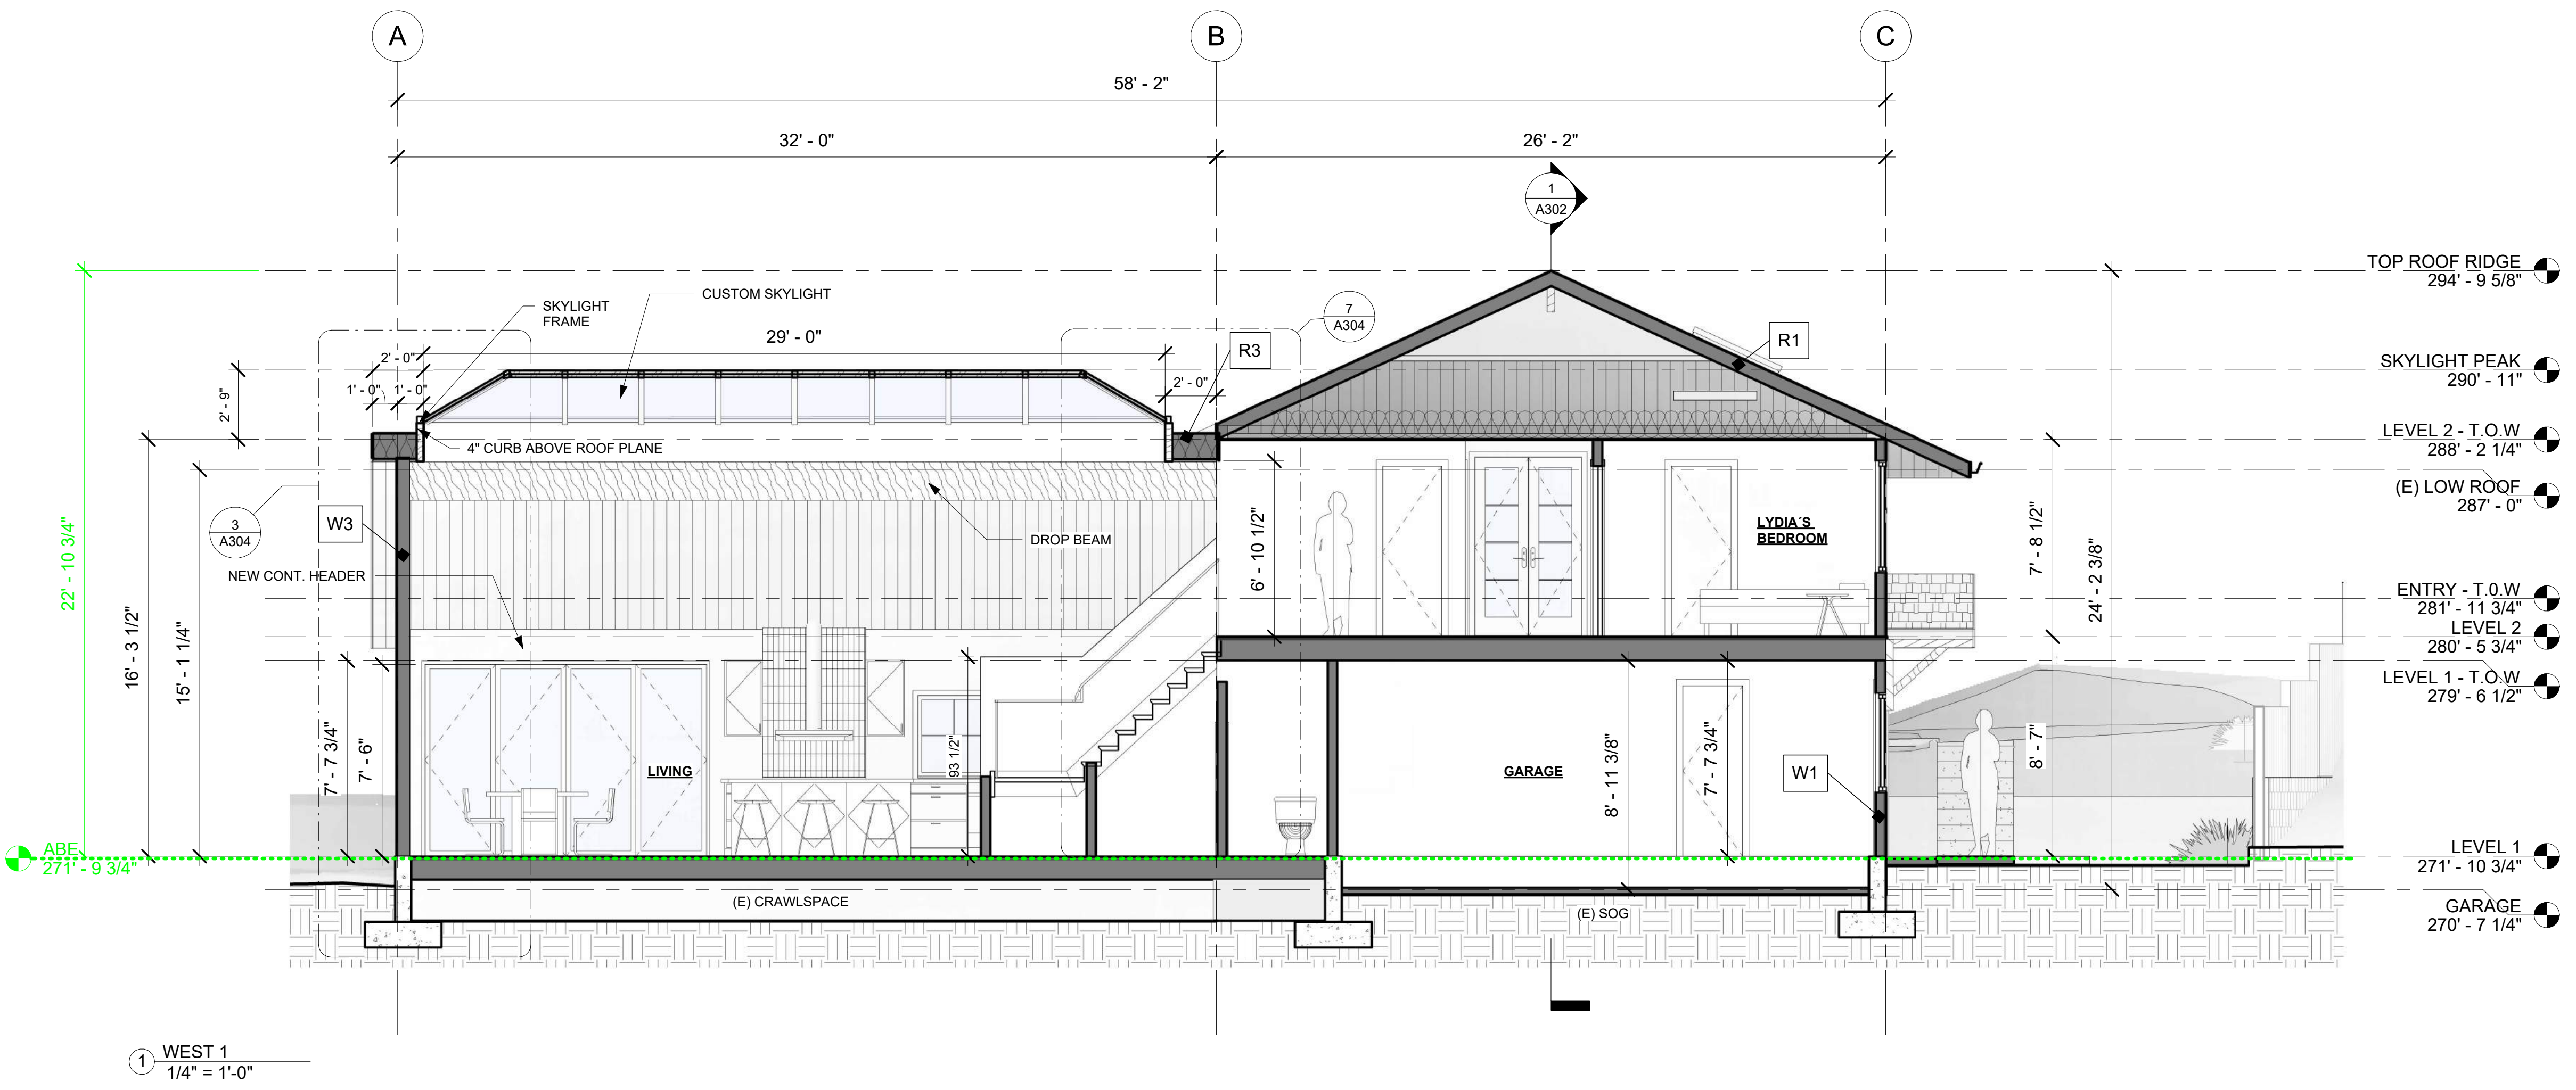 A
B
C
58' - 2"
32' - 0"
26' - 2"
1
A302
TOP ROOF RIDGE
294' - 9 5/8"
SKYLIGHT
FRAME
CUSTOM SKYLIGHT
7
A304
29' - 0"
R3
R1
2' - 0"
SKYLIGHT PEAK
290' - 11"
1' - 0"
1' - 0"
2' - 0"
2' - 9"
4" CURB ABOVE ROOF PLANE
LEVEL 2 - T.O.W
288' - 2 1/4"
(E) LOW ROOF
287' - 0"
3
A304
W3
DROP BEAM
LYDIA´S
BEDROOM
6' - 10 1/2"
7' - 8 1/2"
24' - 2 3/8"
22' - 10 3/4"
NEW CONT. HEADER
ENTRY - T.0.W
281' - 11 3/4"
LEVEL 2
280' - 5 3/4"
16' - 3 1/2"
15' - 1 1/4"
LEVEL 1 - T.O.W
279' - 6 1/2"
7' - 7 3/4"
7' - 6"
93 1/2"
LIVING
GARAGE
8' - 11 3/8"
7' - 7 3/4"
W1
8' - 7"
ABE
271' - 9 3/4"
LEVEL 1
271' - 10 3/4"
(E) CRAWLSPACE
(E) SOG
GARAGE
270' - 7 1/4"
1
WEST 1
1/4" = 1'-0"